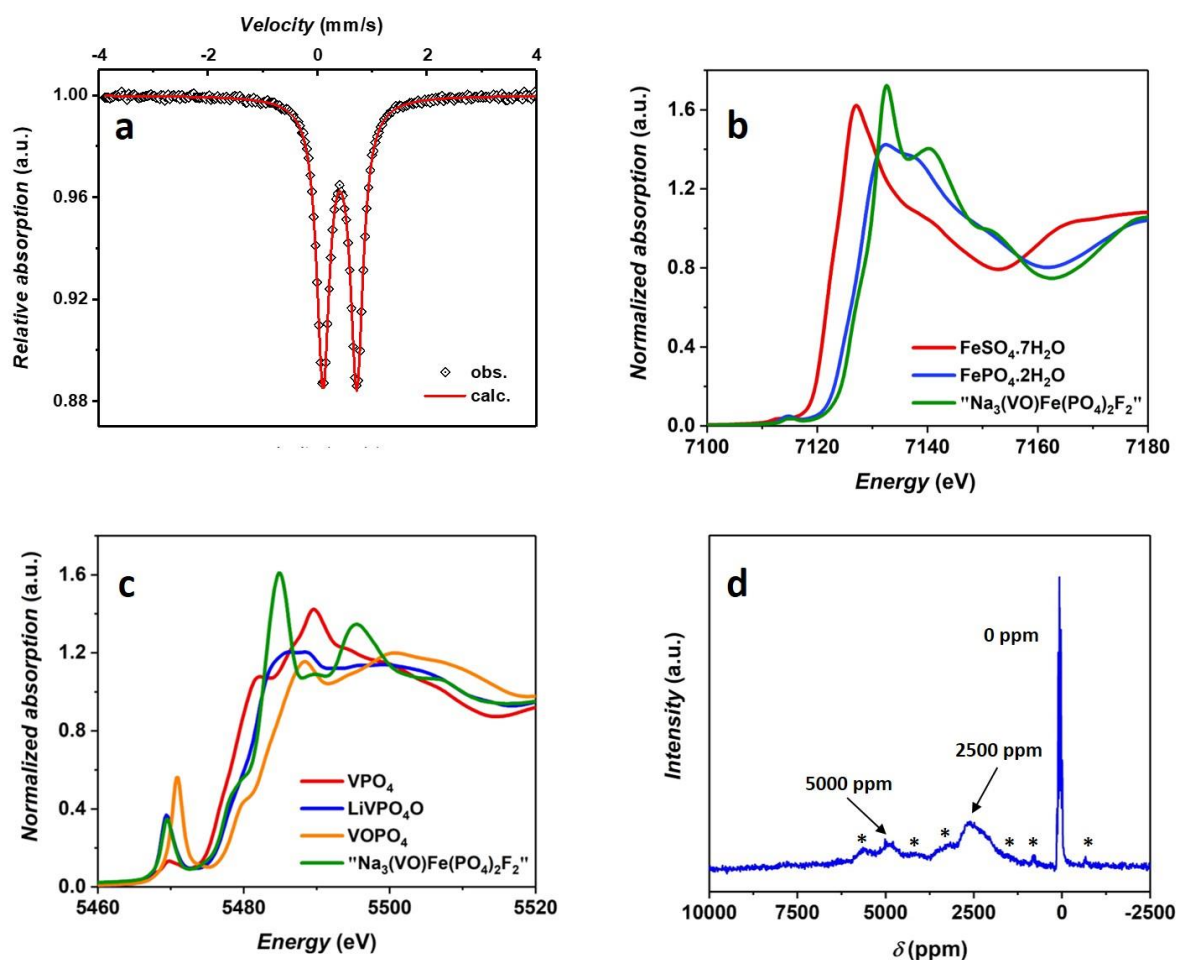 Velocity (mm/s)
-4 -2 0 2 4
1.00
0.96
0.92
0.88
Relative absorption (a.u.)
a
obs.
calc.
b
1.6
1.2
0.8
0.4
0.0
Normalized absorption (a.u.)
FeSO4.7H2O
FePO4.2H2O
"Na3(VO)Fe(PO4)2F2"
7100 7120 7140 7160 7180
Energy (eV)
c
1.6
1.2
0.8
0.4
0.0
Normalized absorption (a.u.)
VPO4
LiVPO4O
VOPO4
"Na3(VO)Fe(PO4)2F2"
5460 5480 5500 5520
Energy (eV)
d
Intensity (a.u.)
0 ppm
2500 ppm
5000 ppm
* * * * * *
10000 7500 5000 2500 0 -2500
δ (ppm)